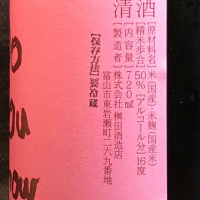 清酒
[原材料名]米(国産)・米麹(国産米)
[精米歩合]50%[アルコール分]16度
[内容量]720ml
[製造者]株式会社桝田酒造店
富山市東岩瀬町二六九番地
【保存方法】要冷蔵
you